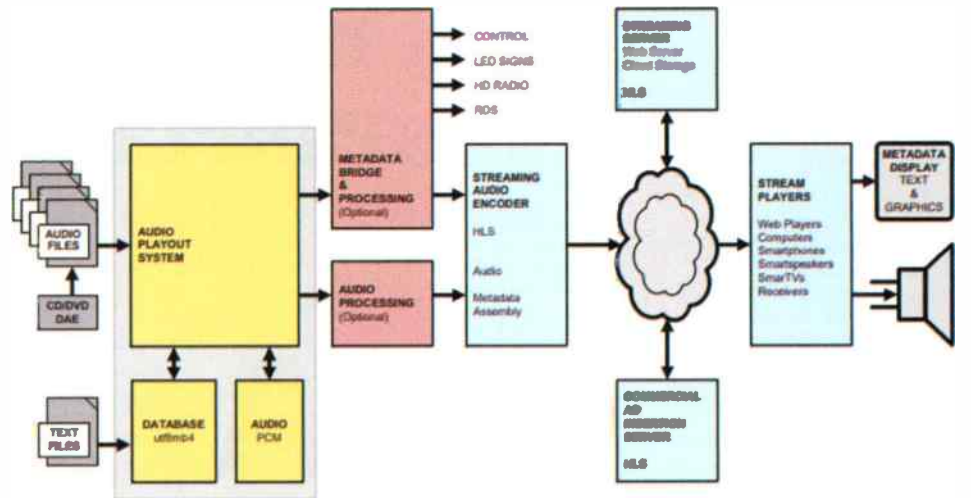 CONTROL
LED SIGNS
HD RADIO
RDS
STREAMING
SERVER
Web Server
Cloud Storage
HLS
METADATA
BRIDGE
&
PROCESSING
(Optional)
STREAMING
AUDIO
ENCODER
HLS
Audio
Metadata
Assembly
STREAM
PLAYERS
Web Players
Computers
Smartphones
Smartspeakers
SmarTVs
Receivers
METADATA
DISPLAY
TEXT
&
GRAPHICS
AUDIO
FILES
AUDIO
PLAYOUT
SYSTEM
CD/DVD
DAE
AUDIO
PROCESSING
(Optional)
TEXT
FILES
DATABASE
utf8mb4
AUDIO
PCM
COMMERCIAL
AD
INSERTION
SERVER
HLS